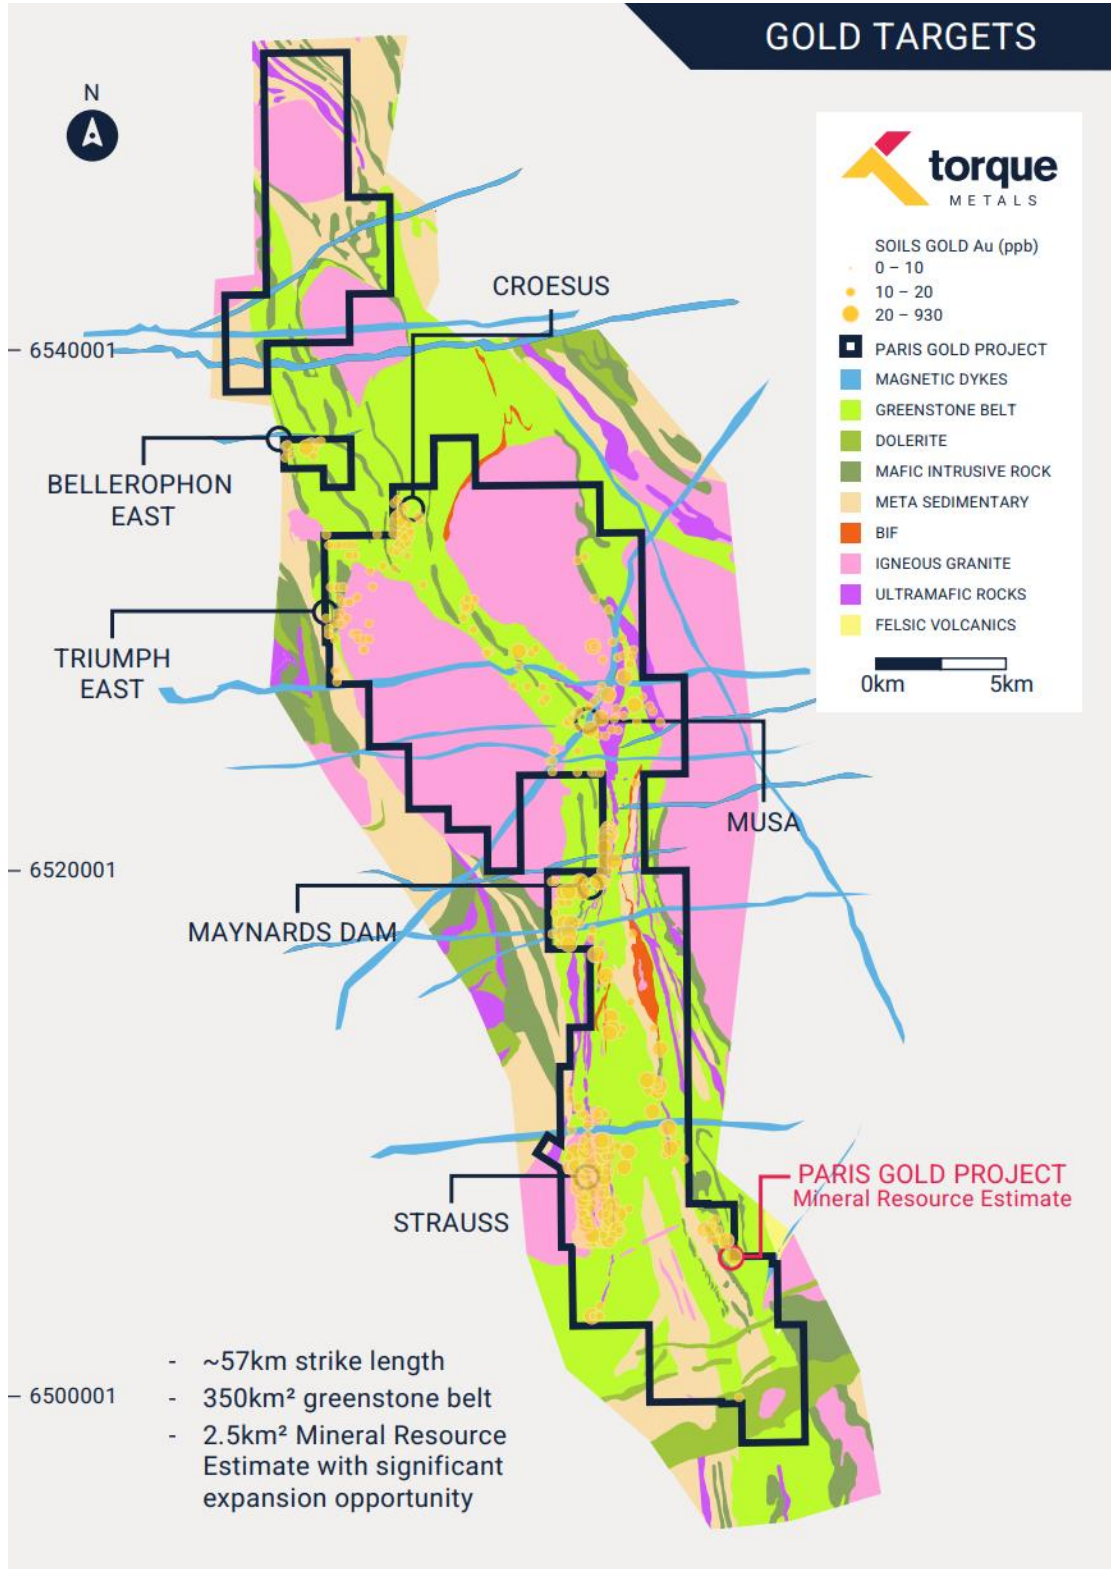 GOLD TARGETS
N
torque
METALS
SOILS GOLD Au (ppb)
0 – 10
10 – 20
20 – 930
PARIS GOLD PROJECT
MAGNETIC DYKES
GREENSTONE BELT
DOLERITE
MAFIC INTRUSIVE ROCK
META SEDIMENTARY
BIF
IGNEOUS GRANITE
ULTRAMAFIC ROCKS
FELSIC VOLCANICS
0km
5km
CROESUS
6540001
BELLEROPHON
EAST
TRIUMPH
EAST
MUSA
6520001
MAYNARDS DAM
PARIS GOLD PROJECT
Mineral Resource Estimate
STRAUSS
- ~57km strike length
6500001
- 350km² greenstone belt
- 2.5km² Mineral Resource
Estimate with significant
expansion opportunity